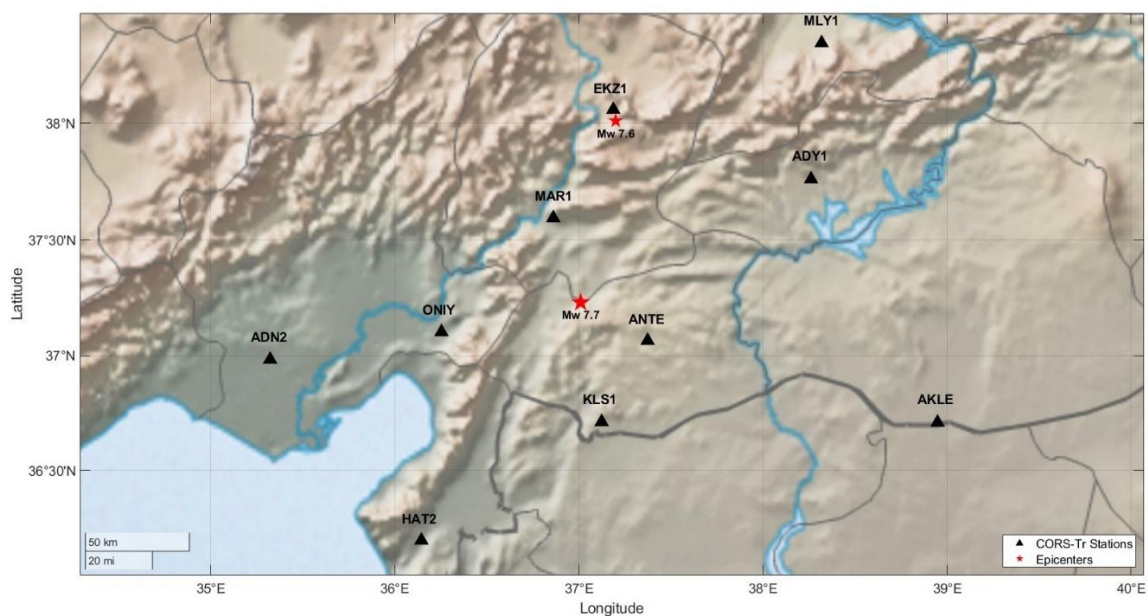 MLY1
EKZ1
38°N
Mw 7.6
ADY1
MAR1
37°30'N
Latitude
Mw 7.7
ONIY
ANTE
ADN2
37°N
KLS1
AKLE
36°30'N
HAT2
50 km
20 mi
CORS-Tr Stations
Epicenters
35°E
36°E
37°E
38°E
39°E
40°E
Longitude